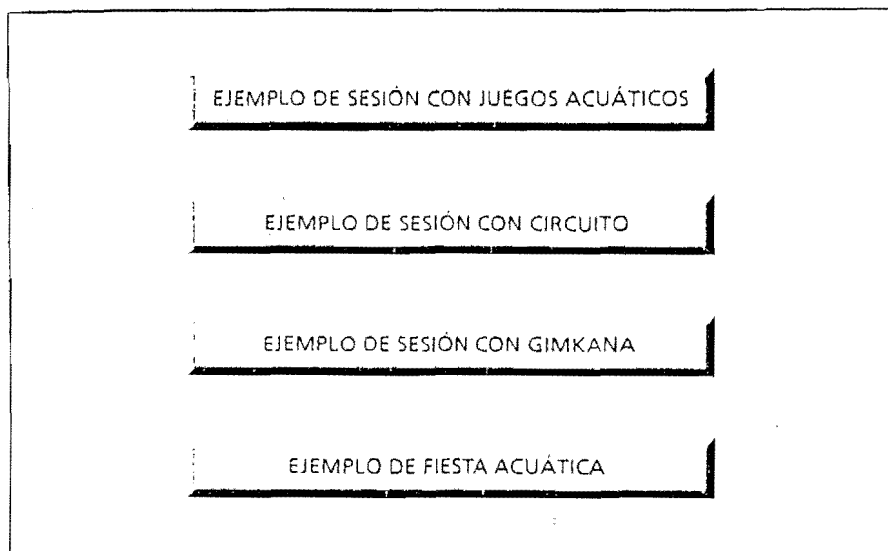 EJEMPLO DE SESIÓN CON JUEGOS ACUÁTICOS
EJEMPLO DE SESIÓN CON CIRCUITO
EJEMPLO DE SESIÓN CON GIMKANA
EJEMPLO DE FIESTA ACUÁTICA